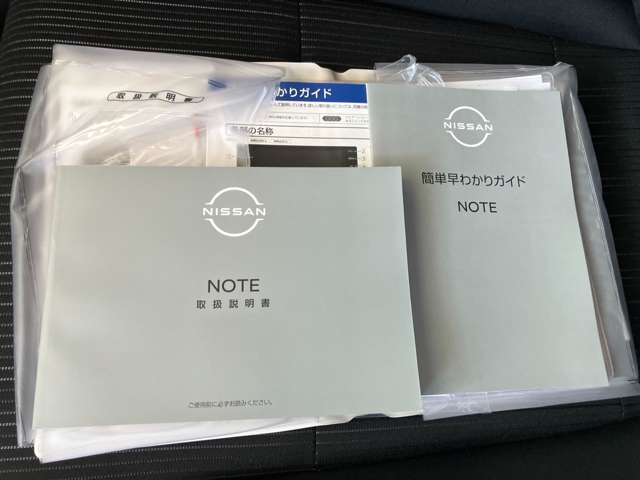 取扱説明書
わかりガイド
各部の名称
NISSAN
簡単早わかりガイド
NOTE
NISSAN
NOTE
取扱説明書
ご使用前に必ずお読みください。